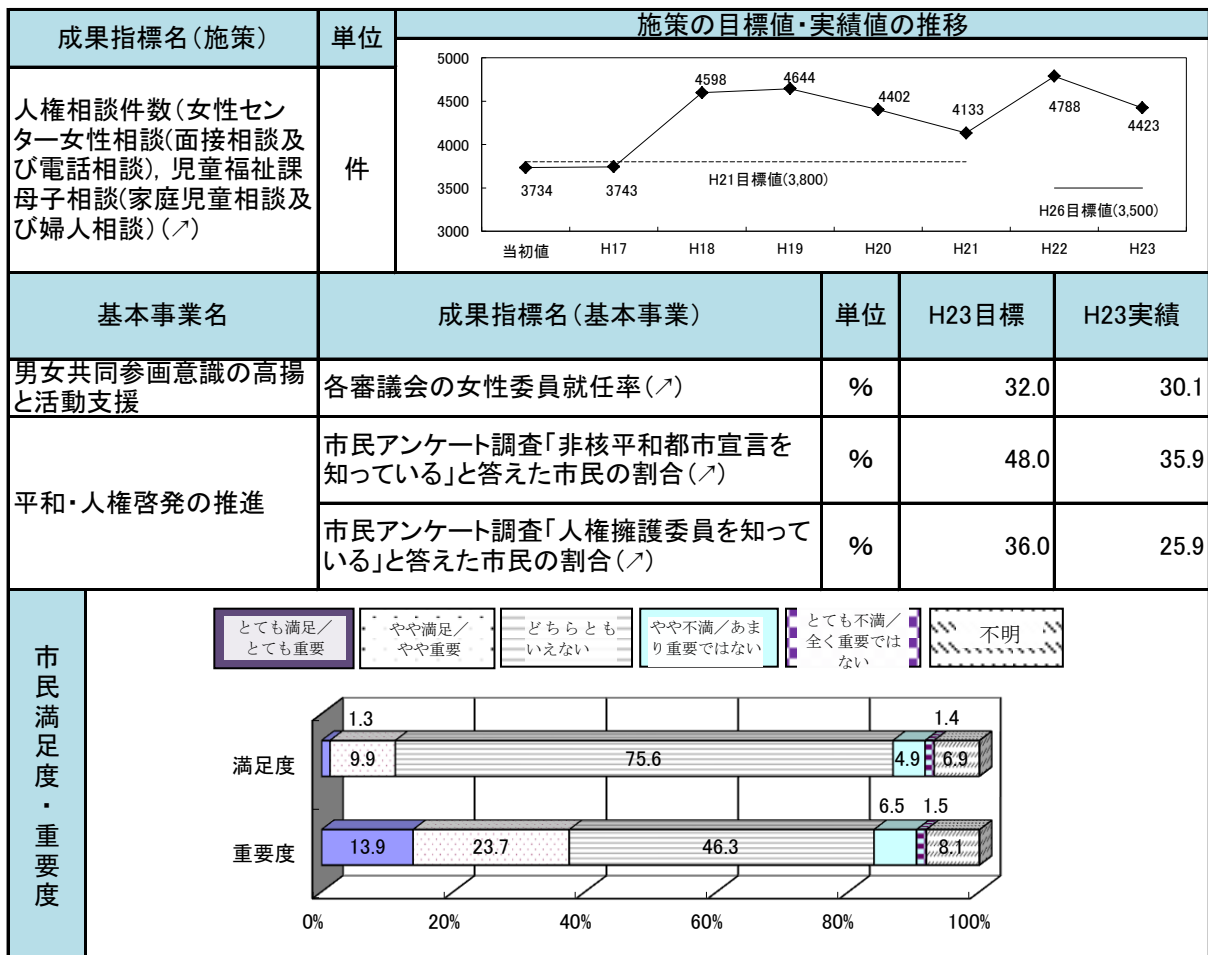 成果指標名(施策)
単位
施策の目標値・実績値の推移
人権相談件数(女性セン
ター女性相談(面接相談及
び電話相談),児童福祉課
母子相談(家庭児童相談及
び婦人相談)(↗)
件
5000
4500
4000
3500
3000
3734
3743
4598
4644
4402
4133
4788
4423
H21目標値(3,800)
H26目標値(3,500)
当初値
H17
H18
H19
H20
H21
H22
H23
基本事業名
成果指標名(基本事業)
単位
H23目標
H23実績
男女共同参画意識の高揚
と活動支援
各審議会の女性委員就任率(↗)
%
32.0
30.1
平和・人権啓発の推進
市民アンケート調査「非核平和都市宣言を
知っている」と答えた市民の割合(↗)
%
48.0
35.9
市民アンケート調査「人権擁護委員を知って
いる」と答えた市民の割合(↗)
%
36.0
25.9
市民満足度・重要度
とても満足/
とても重要
やや満足/
やや重要
どちらとも
いえない
やや不満/あま
り重要ではない
とても不満/
全く重要では
ない
不明
満足度
1.3
9.9
75.6
4.9
1.4
6.9
重要度
13.9
23.7
46.3
6.5
1.5
8.1
0%
20%
40%
60%
80%
100%